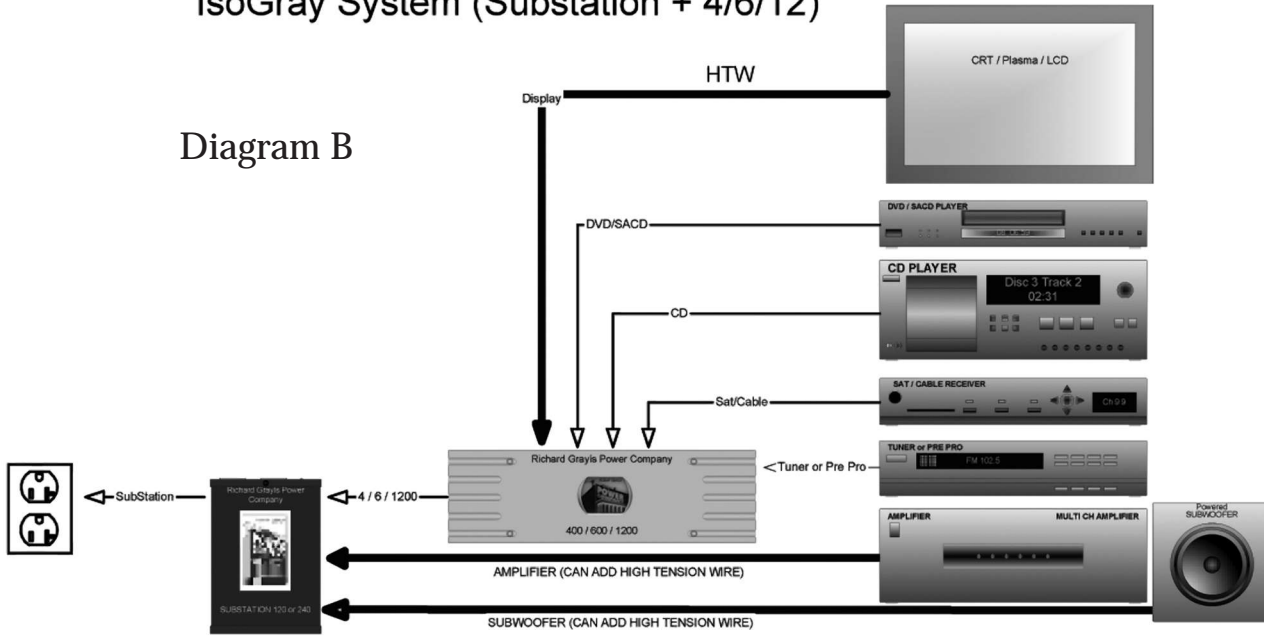 IsoGray System (Substation + 4/6/12)
HTW
CRT / Plasma / LCD
Display
Diagram B
DVD / SACD PLAYER
DVD/SACD
CD PLAYER
Disc 3 Track 2
02:31
CD
SAT / CABLE RECEIVER
Ch 9 9
Sat/Cable
TUNER or PRE PRO
FM 102.5
Richard Grayís Power Company
Tuner or Pre Pro
POWER
400 / 600 / 1200
SubStation
Richard Grayís Power
Company
4 / 6 / 1200
SUBSTATION 120 or 240
AMPLIFIER
MULTI CH AMPLIFIER
Powered
SUBWOOFER
AMPLIFIER (CAN ADD HIGH TENSION WIRE)
SUBWOOFER (CAN ADD HIGH TENSION WIRE)